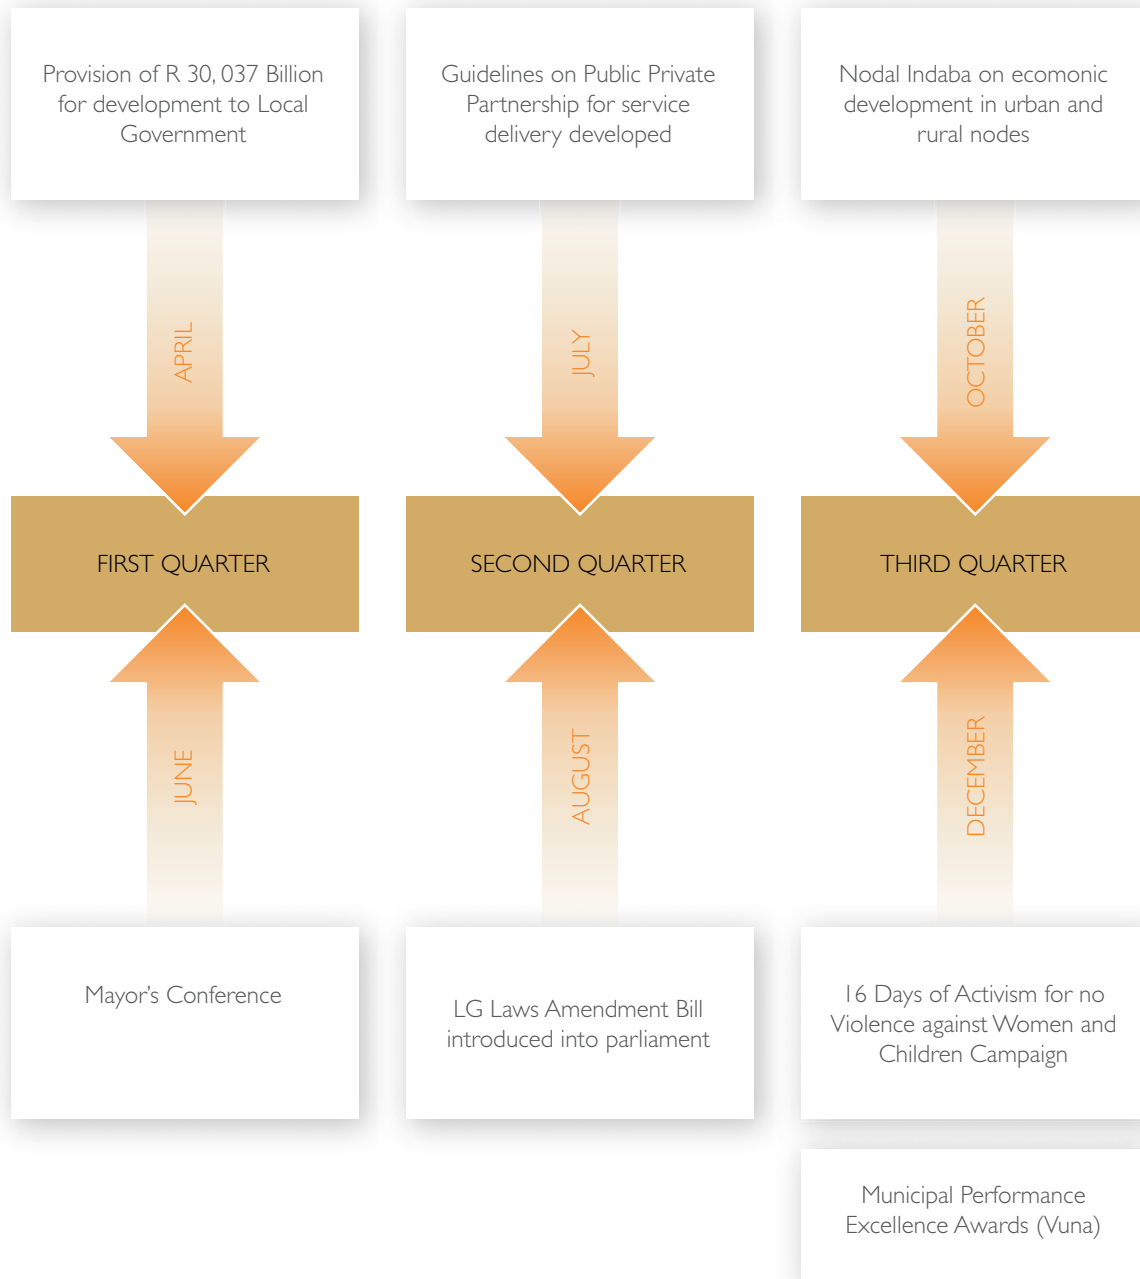 Provision of R 30, 037 Billion
for development to Local
Government
Guidelines on Public Private
Partnership for service
delivery developed
Nodal Indaba on ecomonic
development in urban and
rural nodes
APRIL
JULY
OCTOBER
FIRST QUARTER
SECOND QUARTER
THIRD QUARTER
JUNE
AUGUST
DECEMBER
Mayor’s Conference
LG Laws Amendment Bill
introduced into parliament
16 Days of Activism for no
Violence against Women and
Children Campaign
Municipal Performance
Excellence Awards (Vuna)